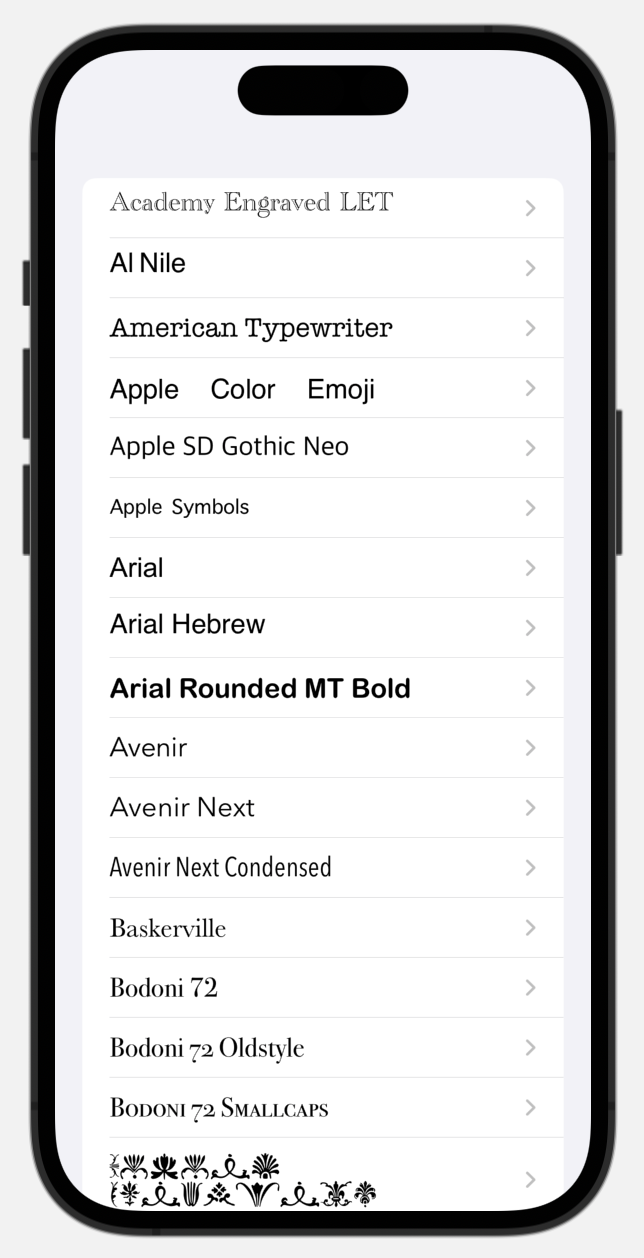 Academy Engraved LET
Al Nile
American Typewriter
Apple Color Emoji
Apple SD Gothic Neo
Apple Symbols
Arial
Arial Hebrew
Arial Rounded MT Bold
Avenir
Avenir Next
Avenir Next Condensed
Baskerville
Bodoni 72
Bodoni 72 Oldstyle
Bodoni 72 Smallcaps